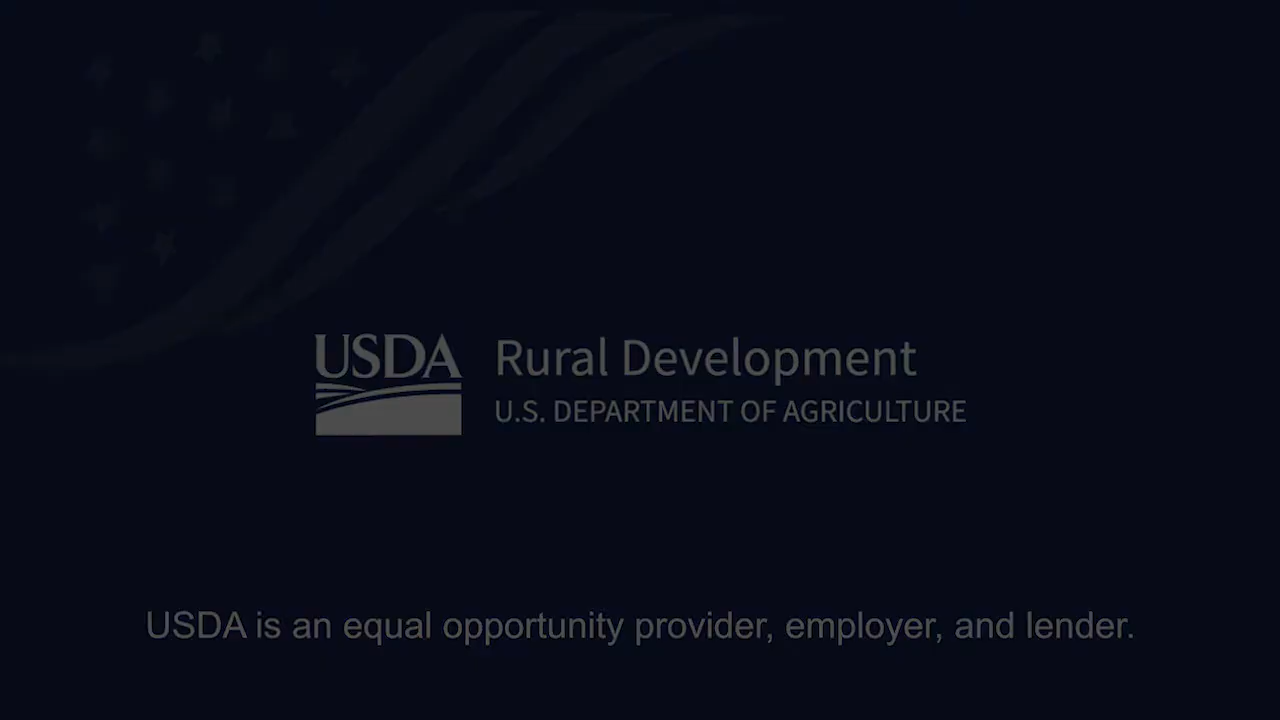 USDA Rural Development
U.S. DEPARTMENT OF AGRICULTURE
USDA is an equal opportunity provider, employer, and lender.